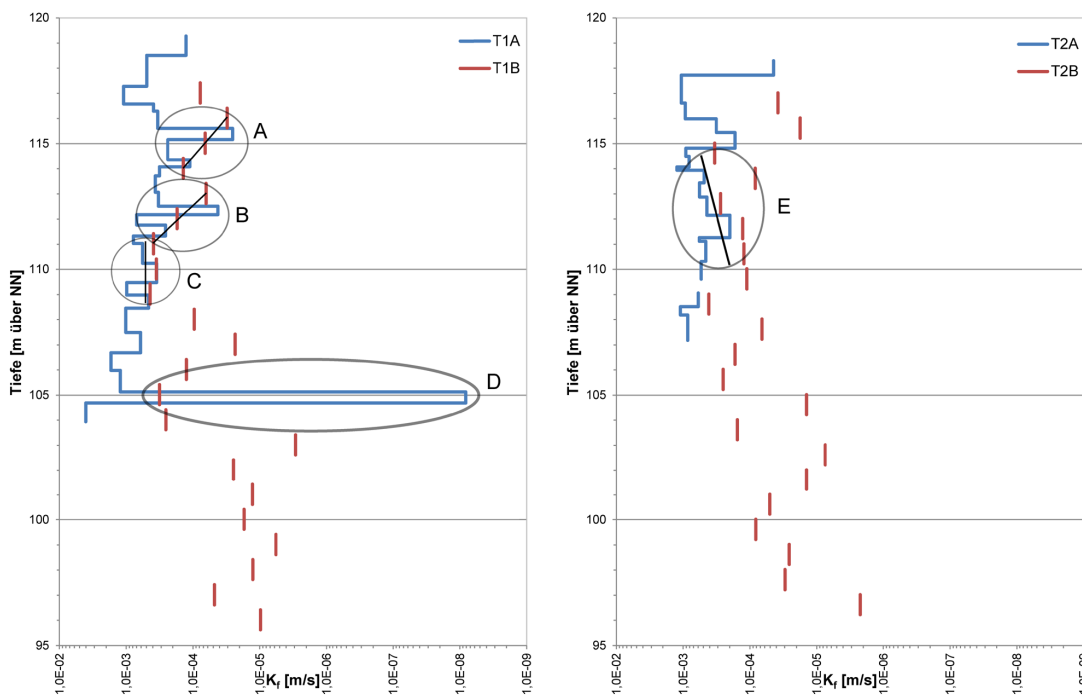 120
115
110
105
100
95
Tiefe [m über NN]
T1A
T1B
A
B
C
D
1,0E-02
1,0E-03
1,0E-04
1,0E-05
1,0E-06
1,0E-07
1,0E-08
1,0E-09
Kf [m/s]
120
115
110
105
100
95
Tiefe [m über NN]
T2A
T2B
E
1,0E-02
1,0E-03
1,0E-04
1,0E-05
1,0E-06
1,0E-07
1,0E-08
Kf [m/s]